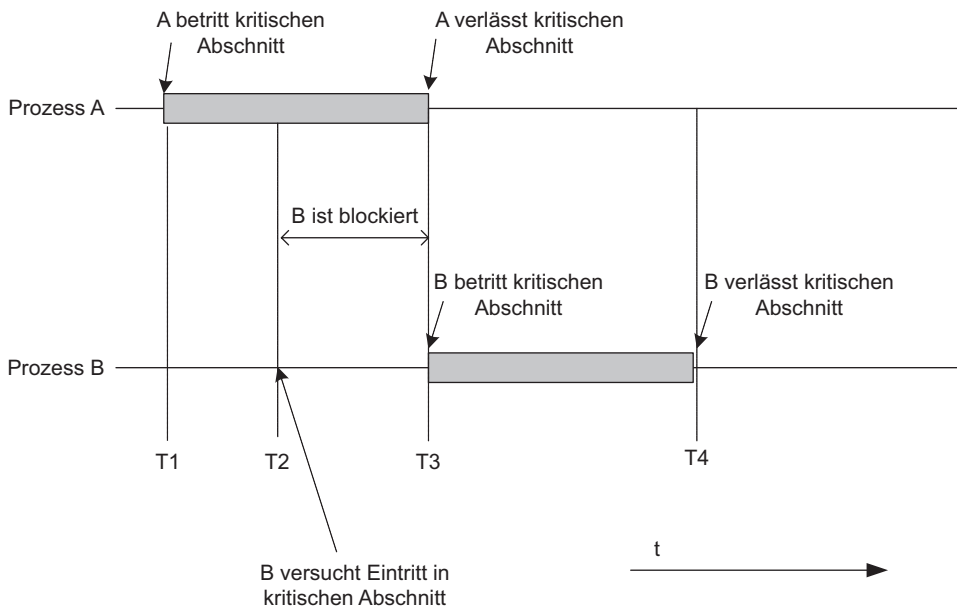 A betritt kritischen
Abschnitt
A verlässt kritischen
Abschnitt
Prozess A
B ist blockiert
B betritt kritischen
Abschnitt
B verlässt kritischen
Abschnitt
Prozess B
T1
T2
T3
T4
B versucht Eintritt in
kritischen Abschnitt
t